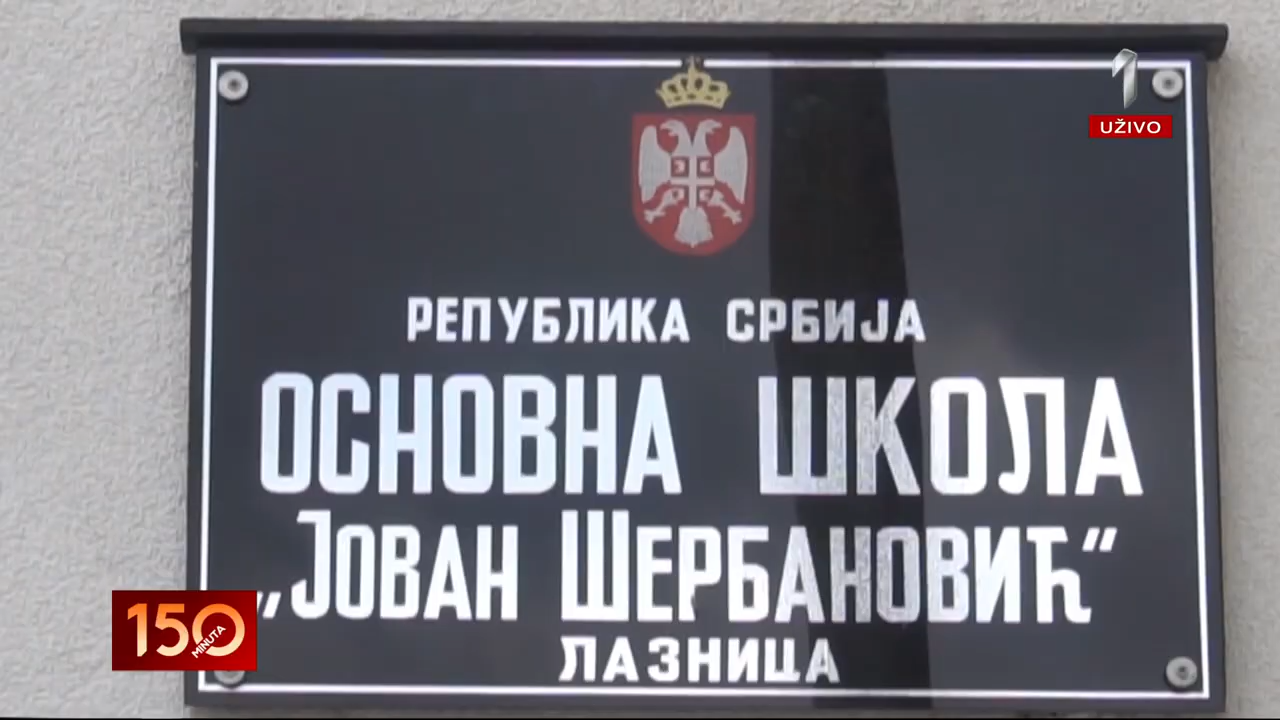 1
UŽIVO
РЕПУБЛИКА СРБИЈА
ОСНОВНА ШКОЛА
„ЈОВАН ШЕРБАНОВИЋ“
ЛАЗНИЦА
150
MINUTA